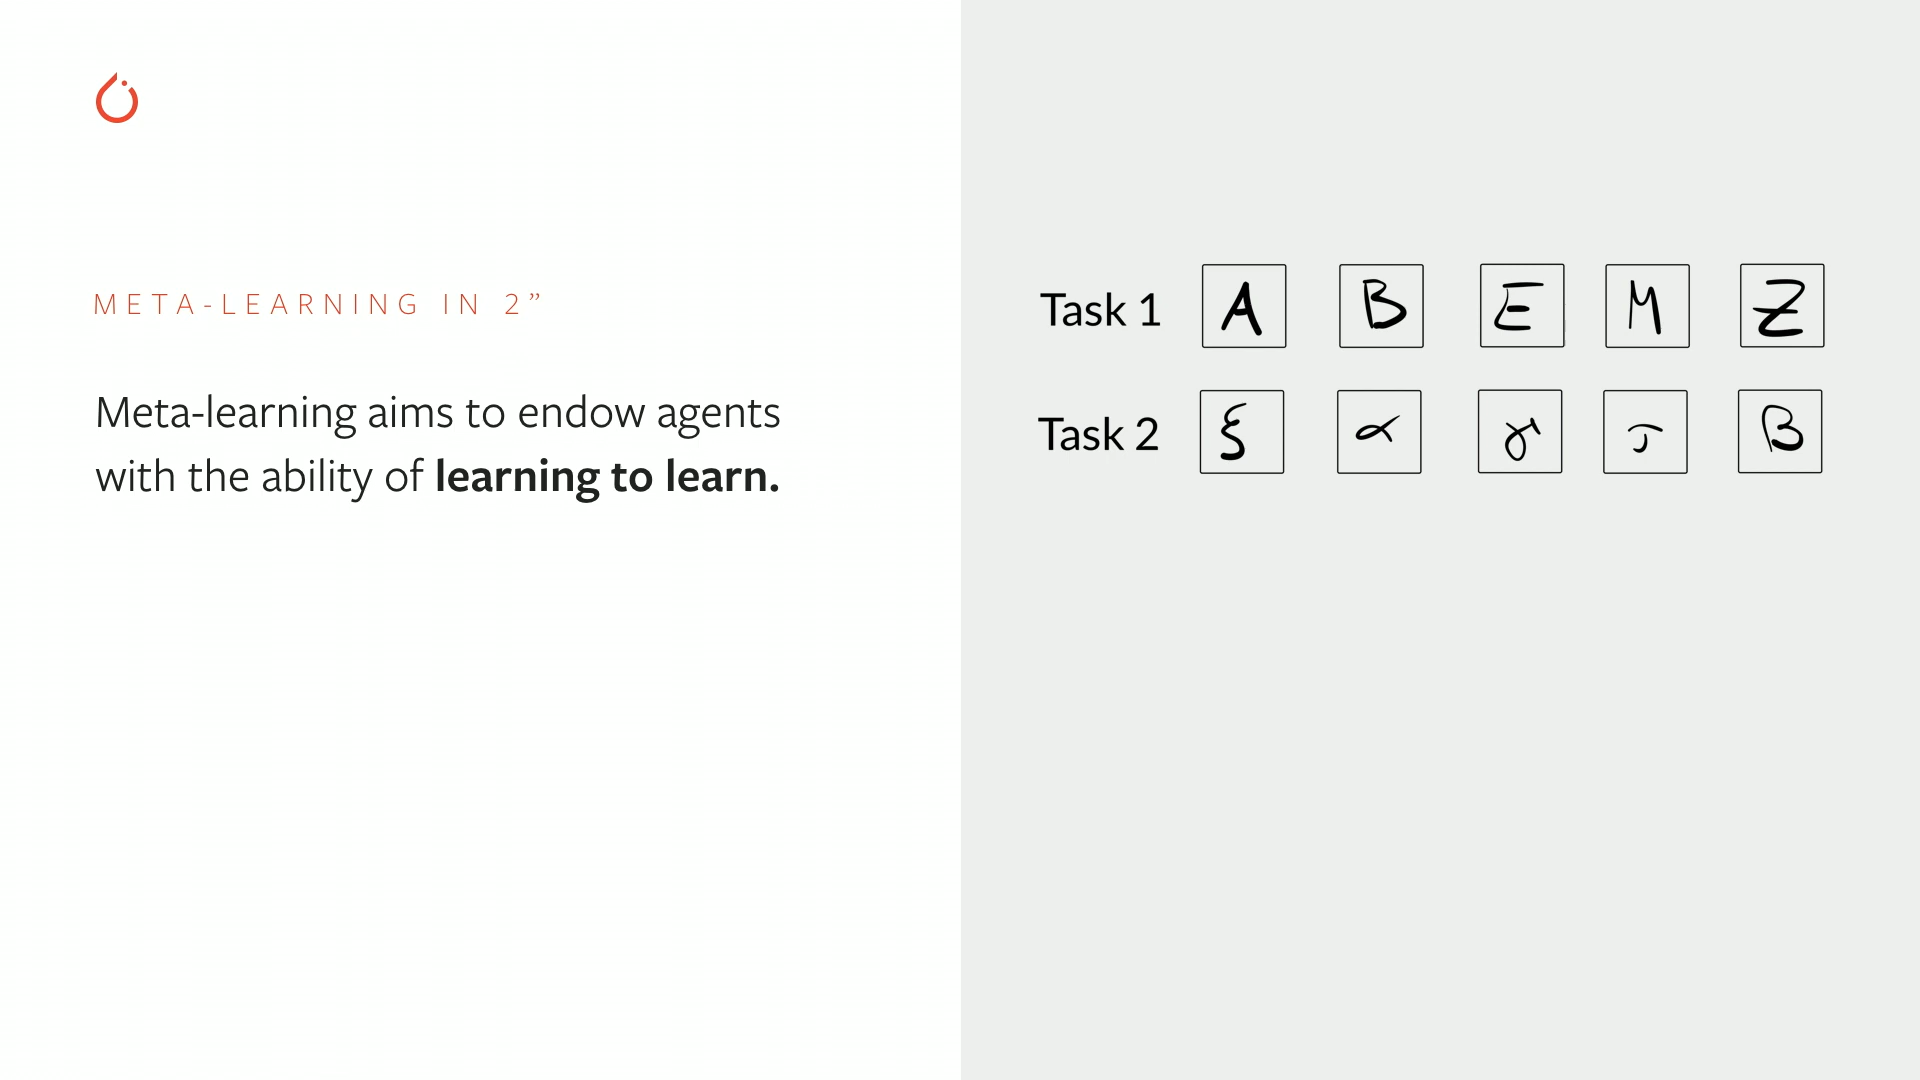 META-LEARNING IN 2”
Meta-learning aims to endow agents
with the ability of learning to learn.
Task 1 A B E M Z
Task 2 ξ α γ τ β